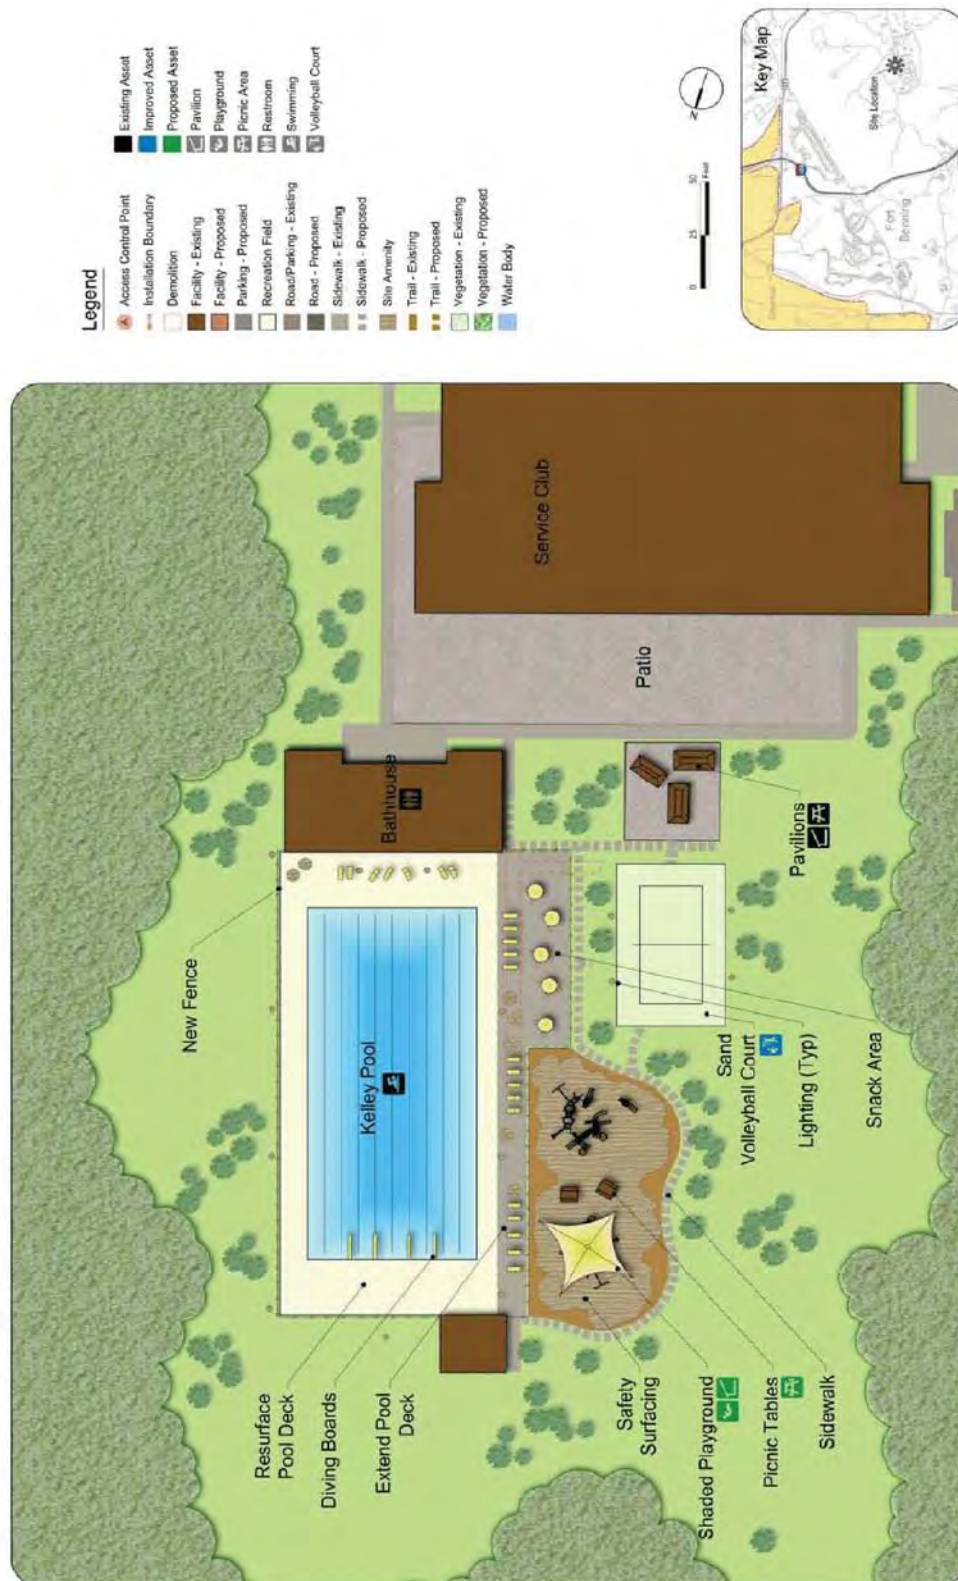 New Fence
Resurface
Pool Deck
Diving Boards
Extend Pool
Deck
Kelley Pool
Bathhouse
Service Club
Patio
Safety
Surfacing
Shaded Playground
Picnic Tables
Sidewalk
Sand
Volleyball Court
Lighting (Typ)
Snack Area
Pavilions
Legend
Access Control Point
Installation Boundary
Demolition
Facility - Existing
Facility - Proposed
Parking - Proposed
Recreation Field
Road/Parking - Existing
Road - Proposed
Sidewalk - Existing
Sidewalk - Proposed
Site Amenity
Trail - Existing
Trail - Proposed
Vegetation - Existing
Vegetation - Proposed
Water Body
Existing Asset
Improved Asset
Proposed Asset
Pavilion
Playground
Picnic Area
Restroom
Swimming
Volleyball Court
N
0 25 50
Feet
Key Map
Site Location
Fort
Benning